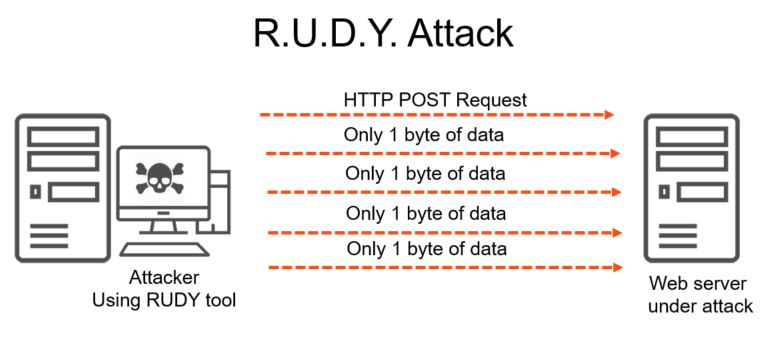 R.U.D.Y. Attack
HTTP POST Request
Only 1 byte of data
Only 1 byte of data
Only 1 byte of data
Only 1 byte of data
Attacker
Using RUDY tool
Web server
under attack